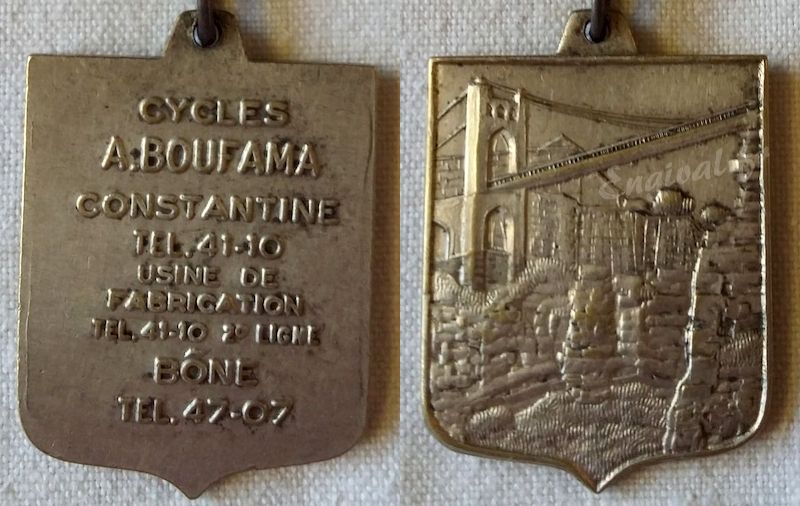 CYCLES
A.BOUFAMA
CONSTANTINE
TEL.41-10
USINE DE
FABRICATION
TEL.41-10 2e LIGNE
BÔNE
TEL.47-07